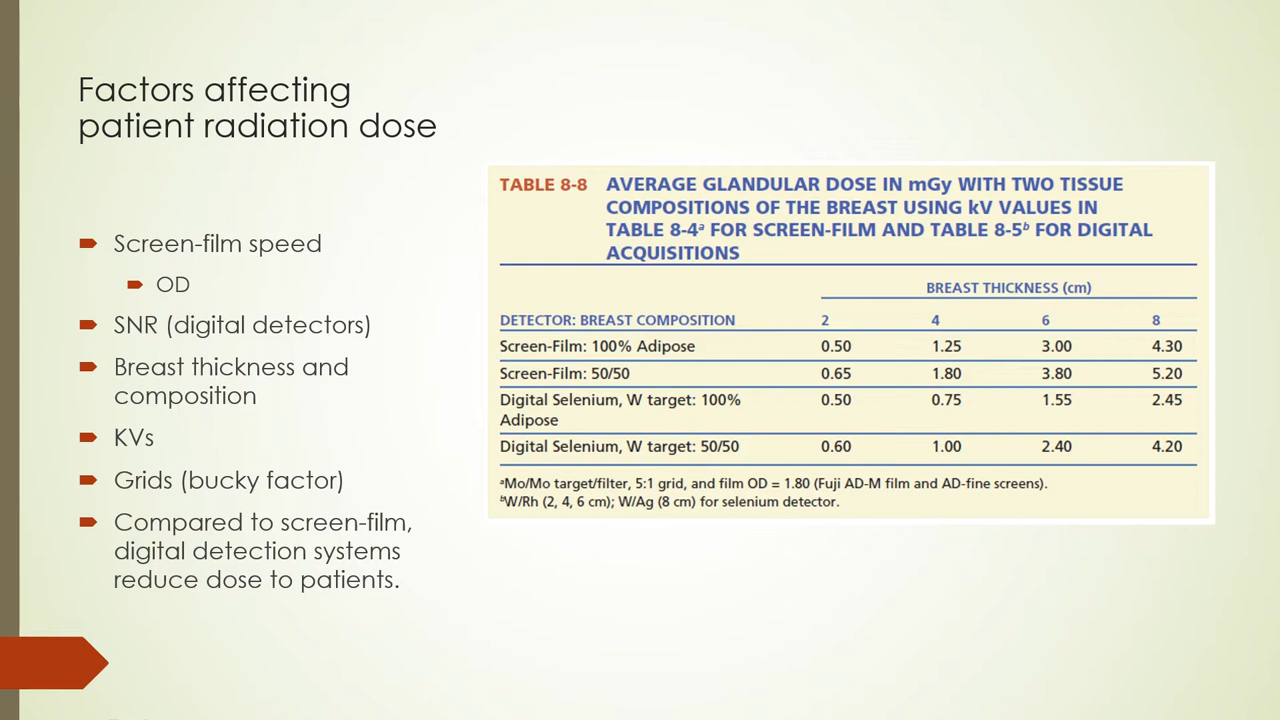 Factors affecting
patient radiation dose
Screen-film speed
OD
SNR (digital detectors)
Breast thickness and
composition
KVs
Grids (bucky factor)
Compared to screen-film,
digital detection systems
reduce dose to patients.
TABLE 8-8 AVERAGE GLANDULAR DOSE IN mGy WITH TWO TISSUE
COMPOSITIONS OF THE BREAST USING kV VALUES IN
TABLE 8-4ᵃ FOR SCREEN-FILM AND TABLE 8-5ᵇ FOR DIGITAL
ACQUISITIONS
BREAST THICKNESS (cm)
DETECTOR: BREAST COMPOSITION 2 4 6 8
Screen-Film: 100% Adipose 0.50 1.25 3.00 4.30
Screen-Film: 50/50 0.65 1.80 3.80 5.20
Digital Selenium, W target: 100% 0.50 0.75 1.55 2.45
Adipose
Digital Selenium, W target: 50/50 0.60 1.00 2.40 4.20
ᵃMo/Mo target/filter, 5:1 grid, and film OD = 1.80 (Fuji AD-M film and AD-fine screens).
ᵇW/Rh (2, 4, 6 cm); W/Ag (8 cm) for selenium detector.